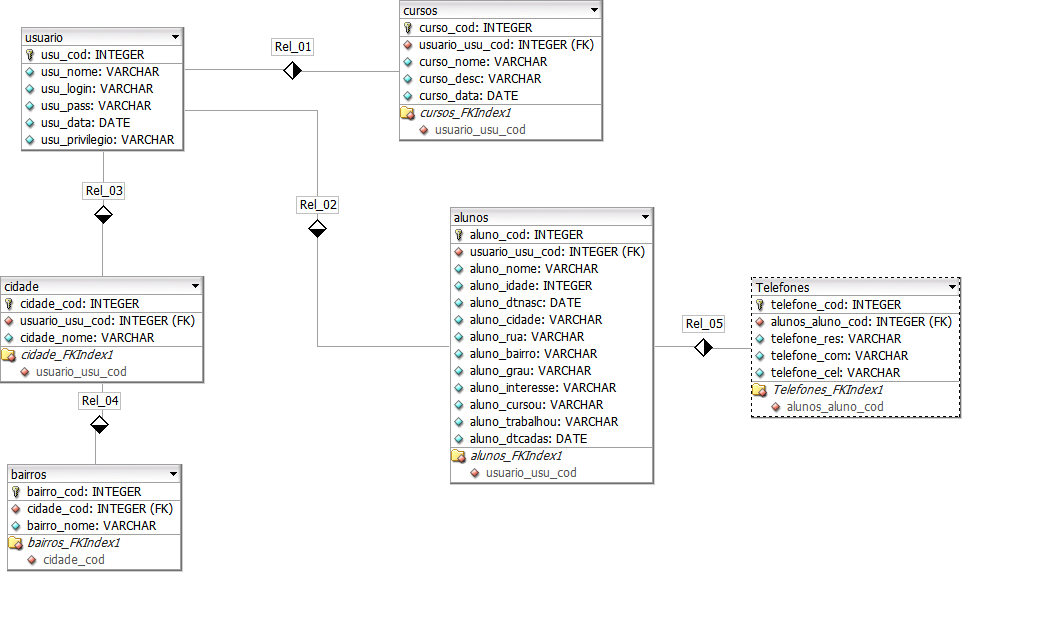 usuario
usu_cod: INTEGER
usu_nome: VARCHAR
usu_login: VARCHAR
usu_pass: VARCHAR
usu_data: DATE
usu_privilegio: VARCHAR
Rel_01
cursos
curso_cod: INTEGER
usuario_usu_cod: INTEGER (FK)
curso_nome: VARCHAR
curso_desc: VARCHAR
curso_data: DATE
cursos_FKIndex1
usuario_usu_cod
Rel_03
Rel_02
cidade
cidade_cod: INTEGER
usuario_usu_cod: INTEGER (FK)
cidade_nome: VARCHAR
cidade_FKIndex1
usuario_usu_cod
alunos
aluno_cod: INTEGER
usuario_usu_cod: INTEGER (FK)
aluno_nome: VARCHAR
aluno_idade: INTEGER
aluno_dtnasc: DATE
aluno_cidade: VARCHAR
aluno_rua: VARCHAR
aluno_bairro: VARCHAR
aluno_grau: VARCHAR
aluno_interesse: VARCHAR
aluno_cursou: VARCHAR
aluno_trabalhou: VARCHAR
aluno_dtcadas: DATE
alunos_FKIndex1
usuario_usu_cod
Rel_05
Telefones
telefone_cod: INTEGER
alunos_aluno_cod: INTEGER (FK)
telefone_res: VARCHAR
telefone_com: VARCHAR
telefone_cel: VARCHAR
Telefones_FKIndex1
alunos_aluno_cod
Rel_04
bairros
bairro_cod: INTEGER
cidade_cod: INTEGER (FK)
bairro_nome: VARCHAR
bairros_FKIndex1
cidade_cod